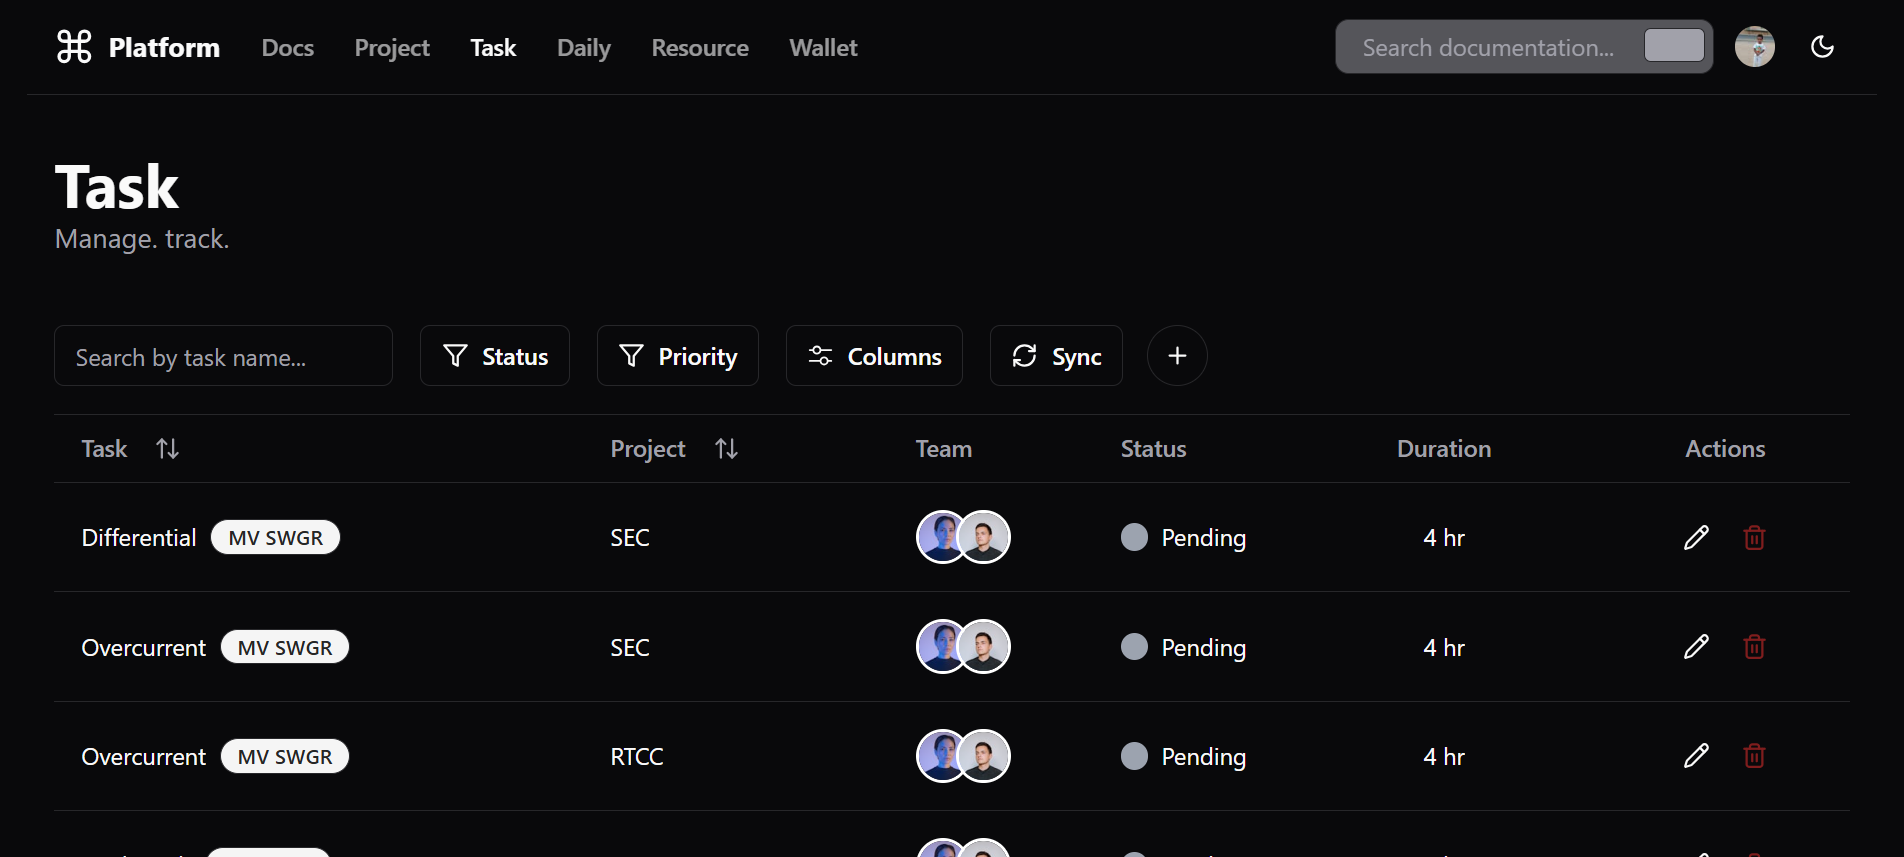 Platform Docs Project Task Daily Resource Wallet Search documentation...
Task
Manage. track.
Search by task name... Status Priority Columns Sync
Task Project Team Status Duration Actions
Differential MV SWGR SEC Pending 4 hr
Overcurrent MV SWGR SEC Pending 4 hr
Overcurrent MV SWGR RTCC Pending 4 hr